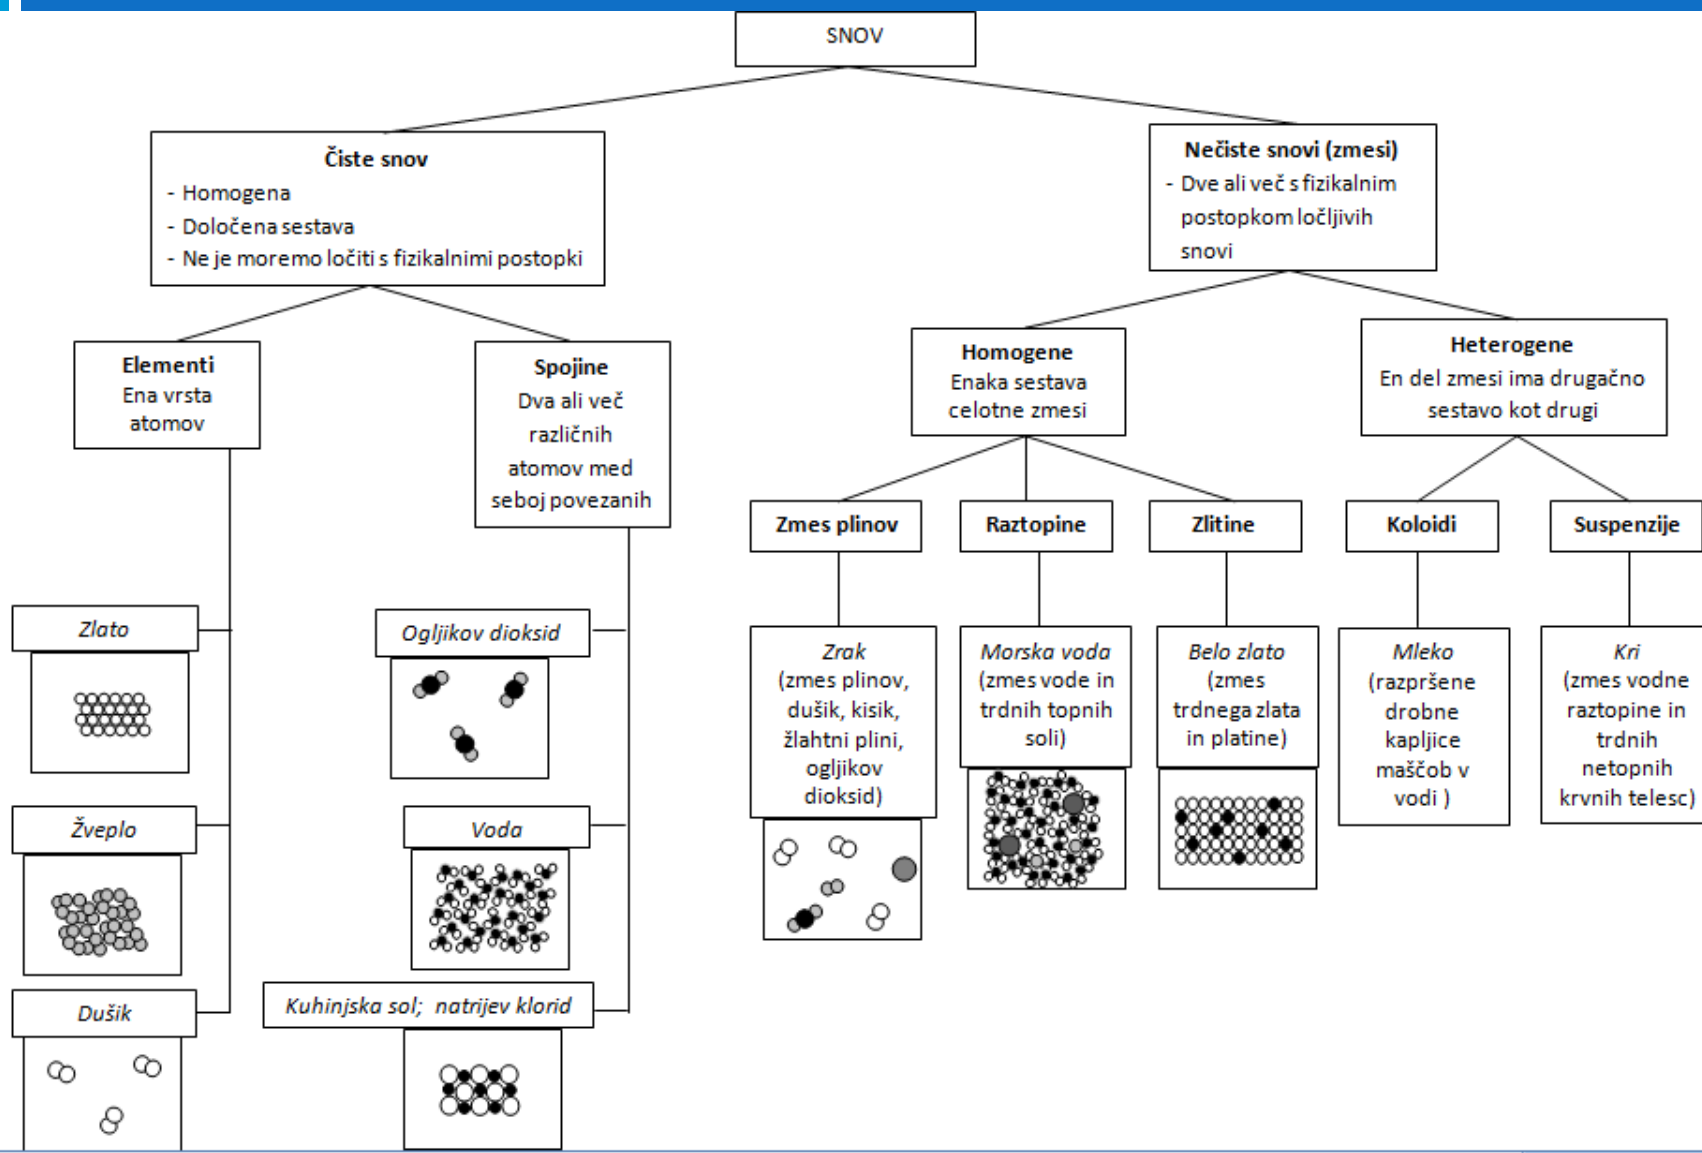 SNOV
Čiste snov
- Homogena
- Določena sestava
- Ne je moremo ločiti s fizikalnimi postopki
Nečiste snovi (zmesi)
- Dve ali več s fizikalnim
postopkom ločljivih
snovi
Elementi
Ena vrsta
atomov
Spojine
Dva ali več
različnih
atomov med
seboj povezanih
Homogene
Enaka sestava
celotne zmesi
Heterogene
En del zmesi ima drugačno
sestavo kot drugi
Zmes plinov
Raztopine
Zlitine
Koloidi
Suspenzije
Zlato
Žveplo
Dušik
Ogljikov dioksid
Voda
Kuhinjska sol; natrijev klorid
Zrak
(zmes plinov,
dušik, kisik,
žlahtni plini,
ogljikov
dioksid)
Morska voda
(zmes vode in
trdnih topnih
soli)
Belo zlato
(zmes
trdnega zlata
in platine)
Mleko
(razpršene
drobne
kapljice
maščob v
vodi )
Kri
(zmes vodne
raztopine in
trdnih
netopnih
krvnih telesc)